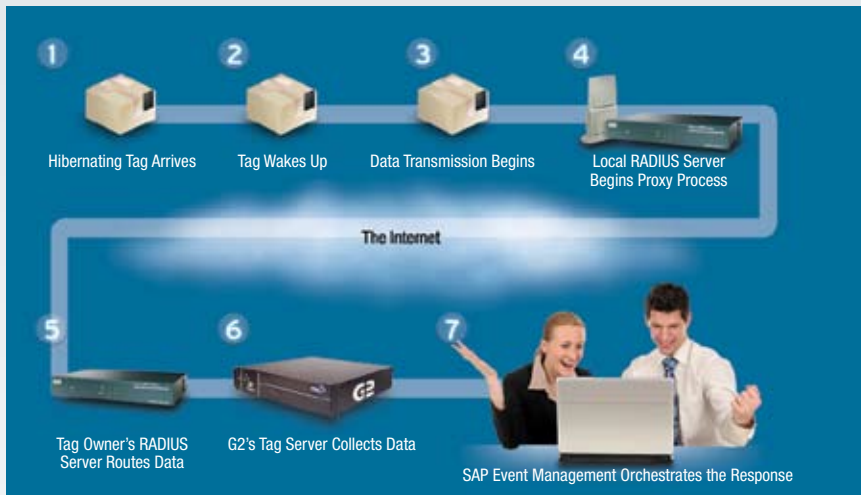 1
2
3
4
Hibernating Tag Arrives
Tag Wakes Up
Data Transmission Begins
Local RADIUS Server
Begins Proxy Process
The Internet
5
6
7
G2
Tag Owner's RADIUS
Server Routes Data
G2's Tag Server Collects Data
SAP Event Management Orchestrates the Response